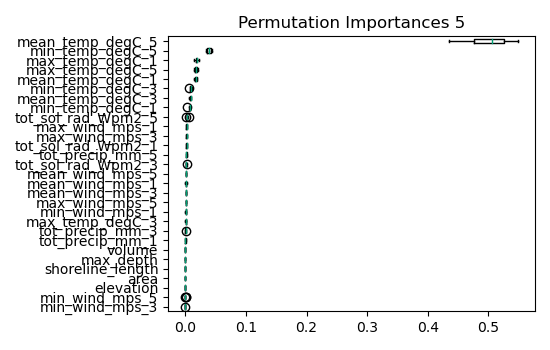 Permutation Importances 5
mean_temp_degC_5
min_temp_degC_5
max_temp_degC_1
max_temp_degC_5
mean_temp_degC_1
min_temp_degC_3
mean_temp_degC_3
min_temp_degC_1
tot_sol_rad_Wpm2_5
max_wind_mps_1
max_wind_mps_3
tot_sol_rad_Wpm2_1
tot_precip_mm_5
tot_sol_rad_Wpm2_3
mean_wind_mps_5
mean_wind_mps_1
mean_wind_mps_3
max_wind_mps_5
min_wind_mps_1
max_temp_degC_3
tot_precip_mm_3
tot_precip_mm_1
volume
max_depth
shoreline_length
area
elevation
min_wind_mps_5
min_wind_mps_3
0.0 0.1 0.2 0.3 0.4 0.5